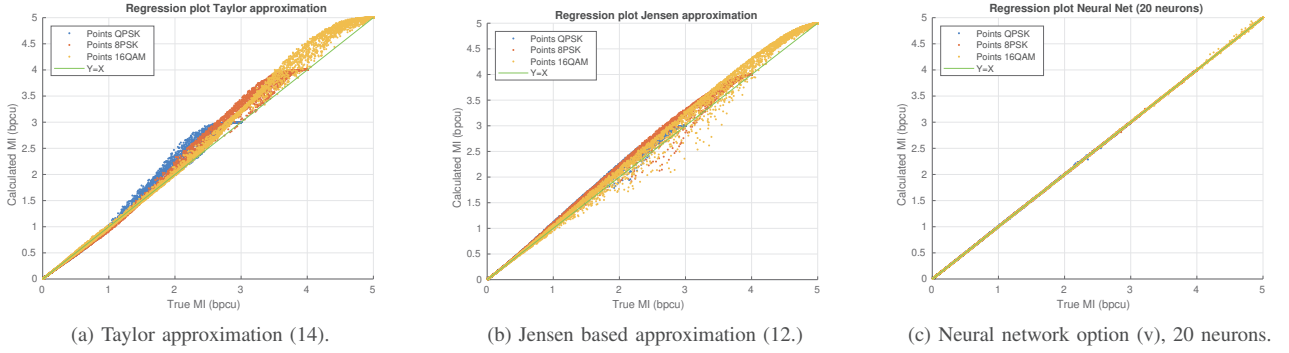 Regression plot Taylor approximation
5
4.5
4
3.5
3
2.5
2
1.5
1
0.5
0
Calculated MI (bpcu)
Points QPSK
Points 8PSK
Points 16QAM
Y=X
0 1 2 3 4 5
True MI (bpcu)
(a) Taylor approximation (14).
Regression plot Jensen approximation
5
4.5
4
3.5
3
2.5
2
1.5
1
0.5
0
Calculated MI (bpcu)
Points QPSK
Points 8PSK
Points 16QAM
Y=X
0 1 2 3 4 5
True MI (bpcu)
(b) Jensen based approximation (12.)
Regression plot Neural Net (20 neurons)
5
4.5
4
3.5
3
2.5
2
1.5
1
0.5
0
Calculated MI (bpcu)
Points QPSK
Points 8PSK
Points 16QAM
Y=X
0 1 2 3 4 5
True MI (bpcu)
(c) Neural network option (v), 20 neurons.